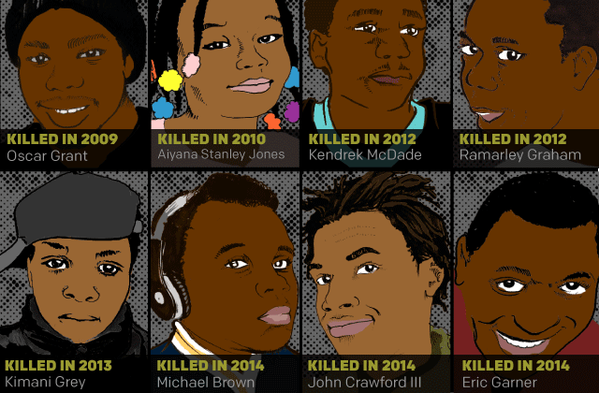 KILLED IN 2009
Oscar Grant
KILLED IN 2010
Aiyana Stanley Jones
KILLED IN 2012
Kendrek McDade
KILLED IN 2012
Ramarley Graham
KILLED IN 2013
Kimani Grey
KILLED IN 2014
Michael Brown
KILLED IN 2014
John Crawford III
KILLED IN 2014
Eric Garner